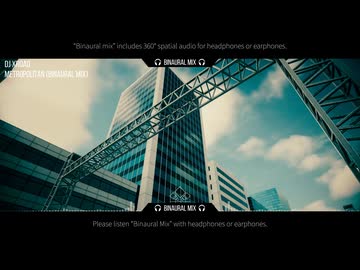 "Binaural mix" includes 360° spatial audio for headphones or earphones.
BINAURAL MIX
DJ XODAD
METROPOLITAN (BINAURAL MIX)
BINAURAL MIX
Please listen "Binaural Mix" with headphones or earphones.